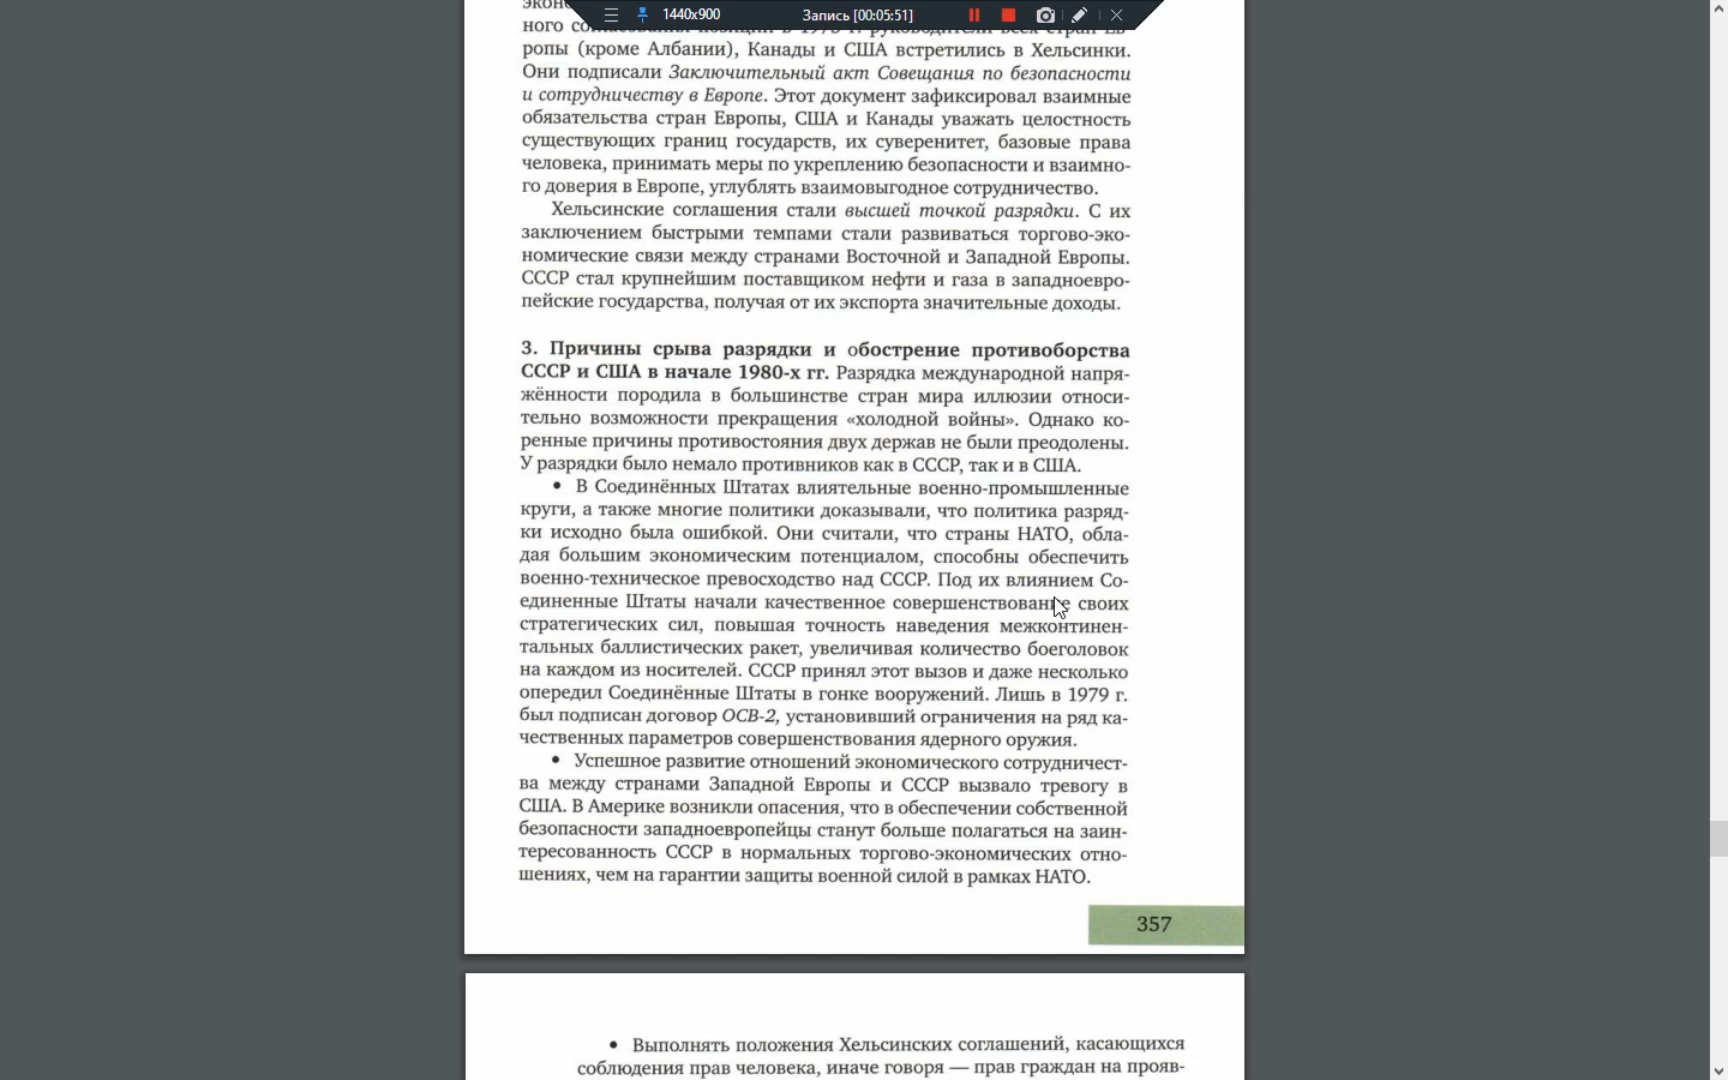 1440x900
Запись [00:05:51]
ропы (кроме Албании), Канады и США встретились в Хельсинки.
Они подписали Заключительный акт Совещания по безопасности
и сотрудничеству в Европе. Этот документ зафиксировал взаимные
обязательства стран Европы, США и Канады уважать целостность
существующих границ государств, их суверенитет, базовые права
человека, принимать меры по укреплению безопасности и взаимно-
го доверия в Европе, углублять взаимовыгодное сотрудничество.
Хельсинские соглашения стали высшей точкой разрядки. С их
заключением быстрыми темпами стали развиваться торгово-эко-
номические связи между странами Восточной и Западной Европы.
СССР стал крупнейшим поставщиком нефти и газа в западноевро-
пейские государства, получая от их экспорта значительные доходы.
3. Причины срыва разрядки и обострение противоборства
СССР и США в начале 1980-х гг. Разрядка международной напря-
жённости породила в большинстве стран мира иллюзии относи-
тельно возможности прекращения «холодной войны». Однако ко-
ренные причины противостояния двух держав не были преодолены.
У разрядки было немало противников как в СССР, так и в США.
• В Соединённых Штатах влиятельные военно-промышленные
круги, а также многие политики доказывали, что политика разряд-
ки исходно была ошибкой. Они считали, что страны НАТО, обла-
дая большим экономическим потенциалом, способны обеспечить
военно-техническое превосходство над СССР. Под их влиянием Со-
единенные Штаты начали качественное совершенствование своих
стратегических сил, повышая точность наведения межконтинен-
тальных баллистических ракет, увеличивая количество боеголовок
на каждом из носителей. СССР принял этот вызов и даже несколько
опередил Соединённые Штаты в гонке вооружений. Лишь в 1979 г.
был подписан договор ОСВ-2, установивший ограничения на ряд ка-
чественных параметров совершенствования ядерного оружия.
• Успешное развитие отношений экономического сотрудничест-
ва между странами Западной Европы и СССР вызвало тревогу в
США. В Америке возникли опасения, что в обеспечении собственной
безопасности западноевропейцы станут больше полагаться на заин-
тересованность СССР в нормальных торгово-экономических отно-
шениях, чем на гарантии защиты военной силой в рамках НАТО.
357
• Выполнять положения Хельсинских соглашений, касающихся
соблюдения прав человека, иначе говоря — прав граждан на прояв-